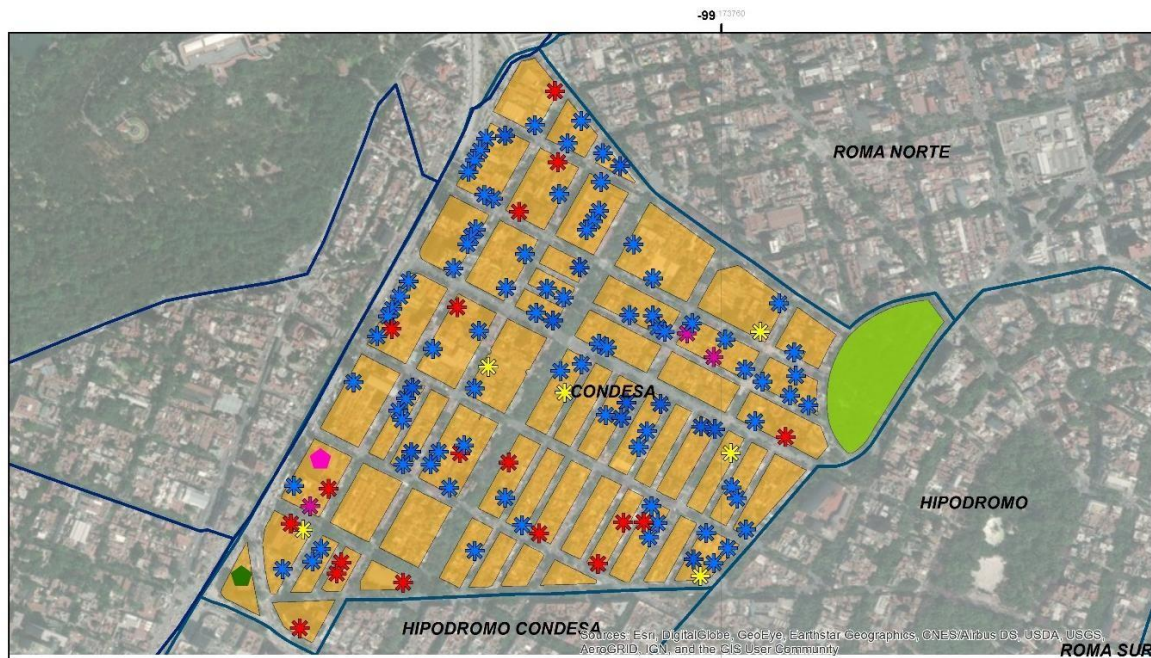 -99 173760
ROMA NORTE
CONDESA
HIPODROMO
HIPODROMO CONDESA
Sources: Esri, DigitalGlobe, GeoEye, Earthstar Geographics, CNES/Airbus DS, USDA, USGS,
AeroGRID, IGN, and the GIS User Community
ROMA SUR